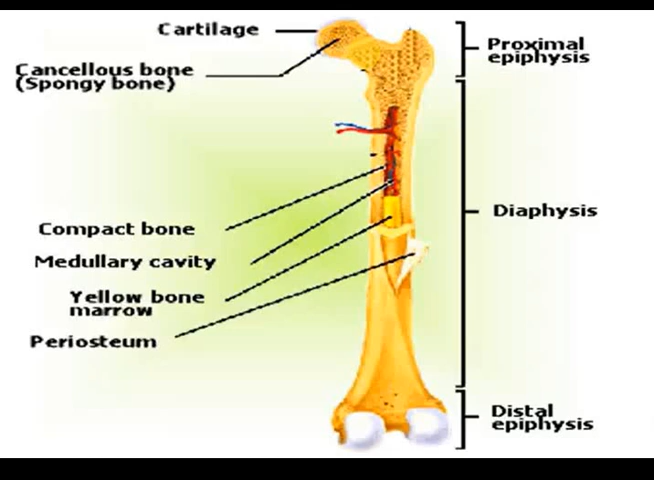 Cartilage
Proximal
epiphysis
Cancellous bone
(Spongy bone)
Diaphysis
Compact bone
Medullary cavity
Yellow bone
marrow
Periosteum
Distal
epiphysis